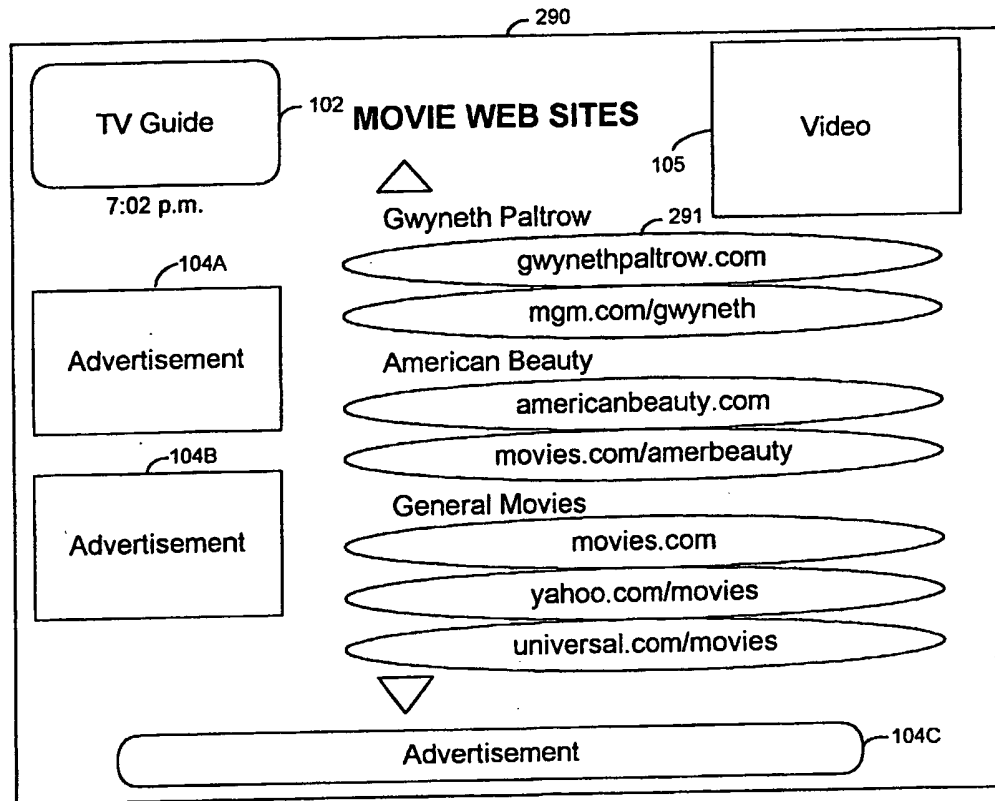 290
TV Guide
102
MOVIE WEB SITES
Video
105
7:02 p.m.
Gwyneth Paltrow
291
gwynethpaltrow.com
mgm.com/gwyneth
104A
Advertisement
American Beauty
americanbeauty.com
movies.com/amerbeauty
104B
Advertisement
General Movies
movies.com
yahoo.com/movies
universal.com/movies
Advertisement
104C